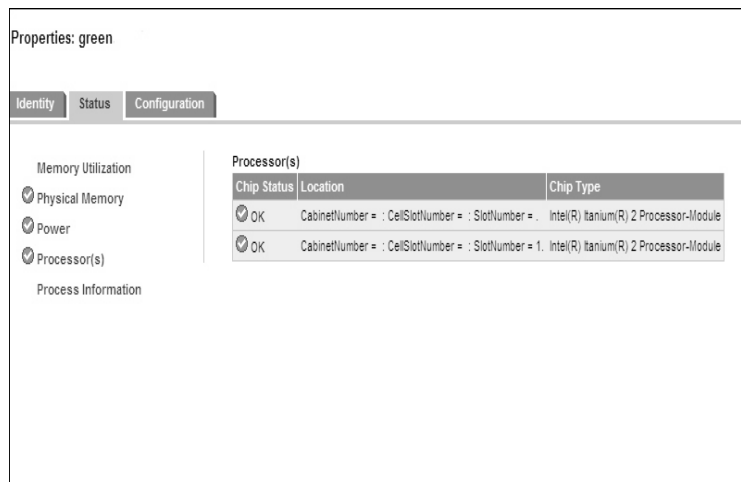 Properties: green
Identity Status Configuration
Memory Utilization
Physical Memory
Power
Processor(s)
Process Information
Processor(s)
Chip Status Location Chip Type
OK CabinetNumber = : CellSlotNumber = : SlotNumber = . Intel(R) Itanium(R) 2 Processor-Module
OK CabinetNumber = : CellSlotNumber = : SlotNumber = 1. Intel(R) Itanium(R) 2 Processor-Module